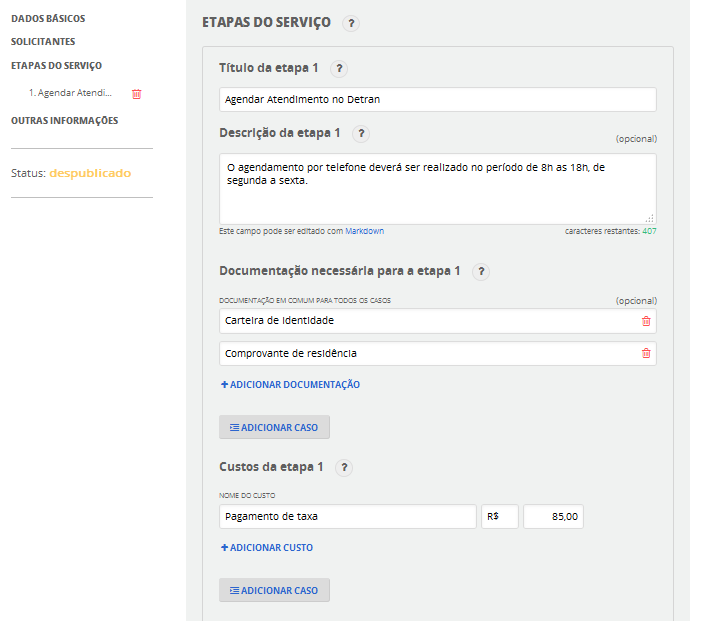 DADOS BÁSICOS
SOLICITANTES
ETAPAS DO SERVIÇO
1. Agendar Atendi...
OUTRAS INFORMAÇÕES
Status: despublicado
ETAPAS DO SERVIÇO ?
Título da etapa 1 ?
Agendar Atendimento no Detran
Descrição da etapa 1 ?
(opcional)
O agendamento por telefone deverá ser realizado no período de 8h as 18h, de
segunda a sexta.
Este campo pode ser editado com Markdown
caracteres restantes: 407
Documentação necessária para a etapa 1 ?
DOCUMENTAÇÃO EM COMUM PARA TODOS OS CASOS
(opcional)
Carteira de Identidade
Comprovante de residência
+ ADICIONAR DOCUMENTAÇÃO
ADICIONAR CASO
Custos da etapa 1 ?
NOME DO CUSTO
Pagamento de taxa R$ 85,00
+ ADICIONAR CUSTO
ADICIONAR CASO